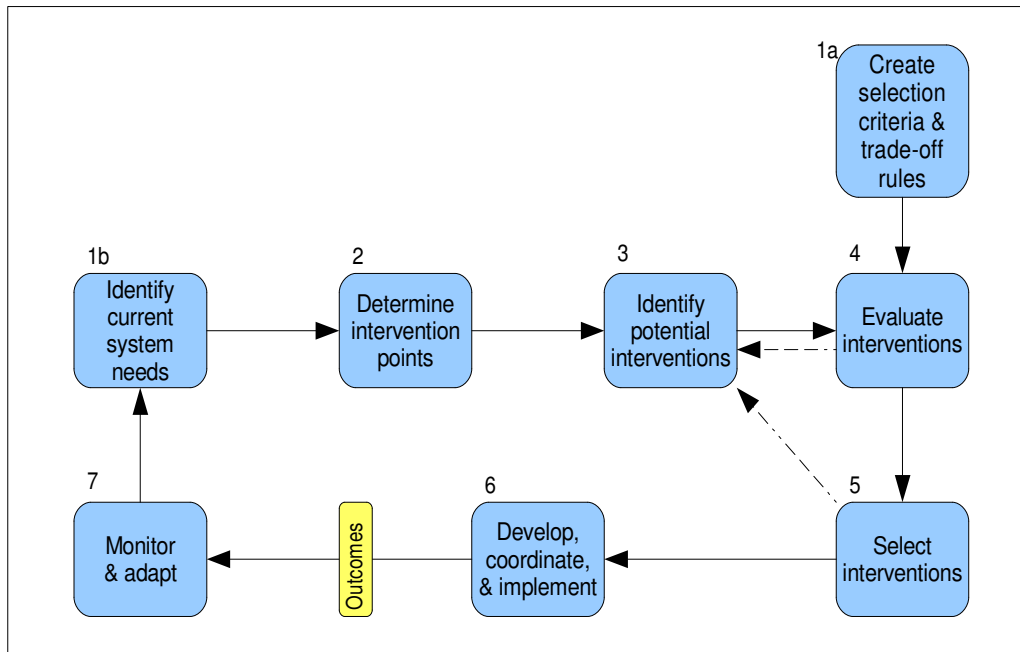 1a
Create
selection
criteria &
trade-off
rules
1b
Identify
current
system
needs
2
Determine
intervention
points
3
Identify
potential
interventions
4
Evaluate
interventions
5
Select
interventions
6
Develop,
coordinate,
& implement
Outcomes
7
Monitor
& adapt